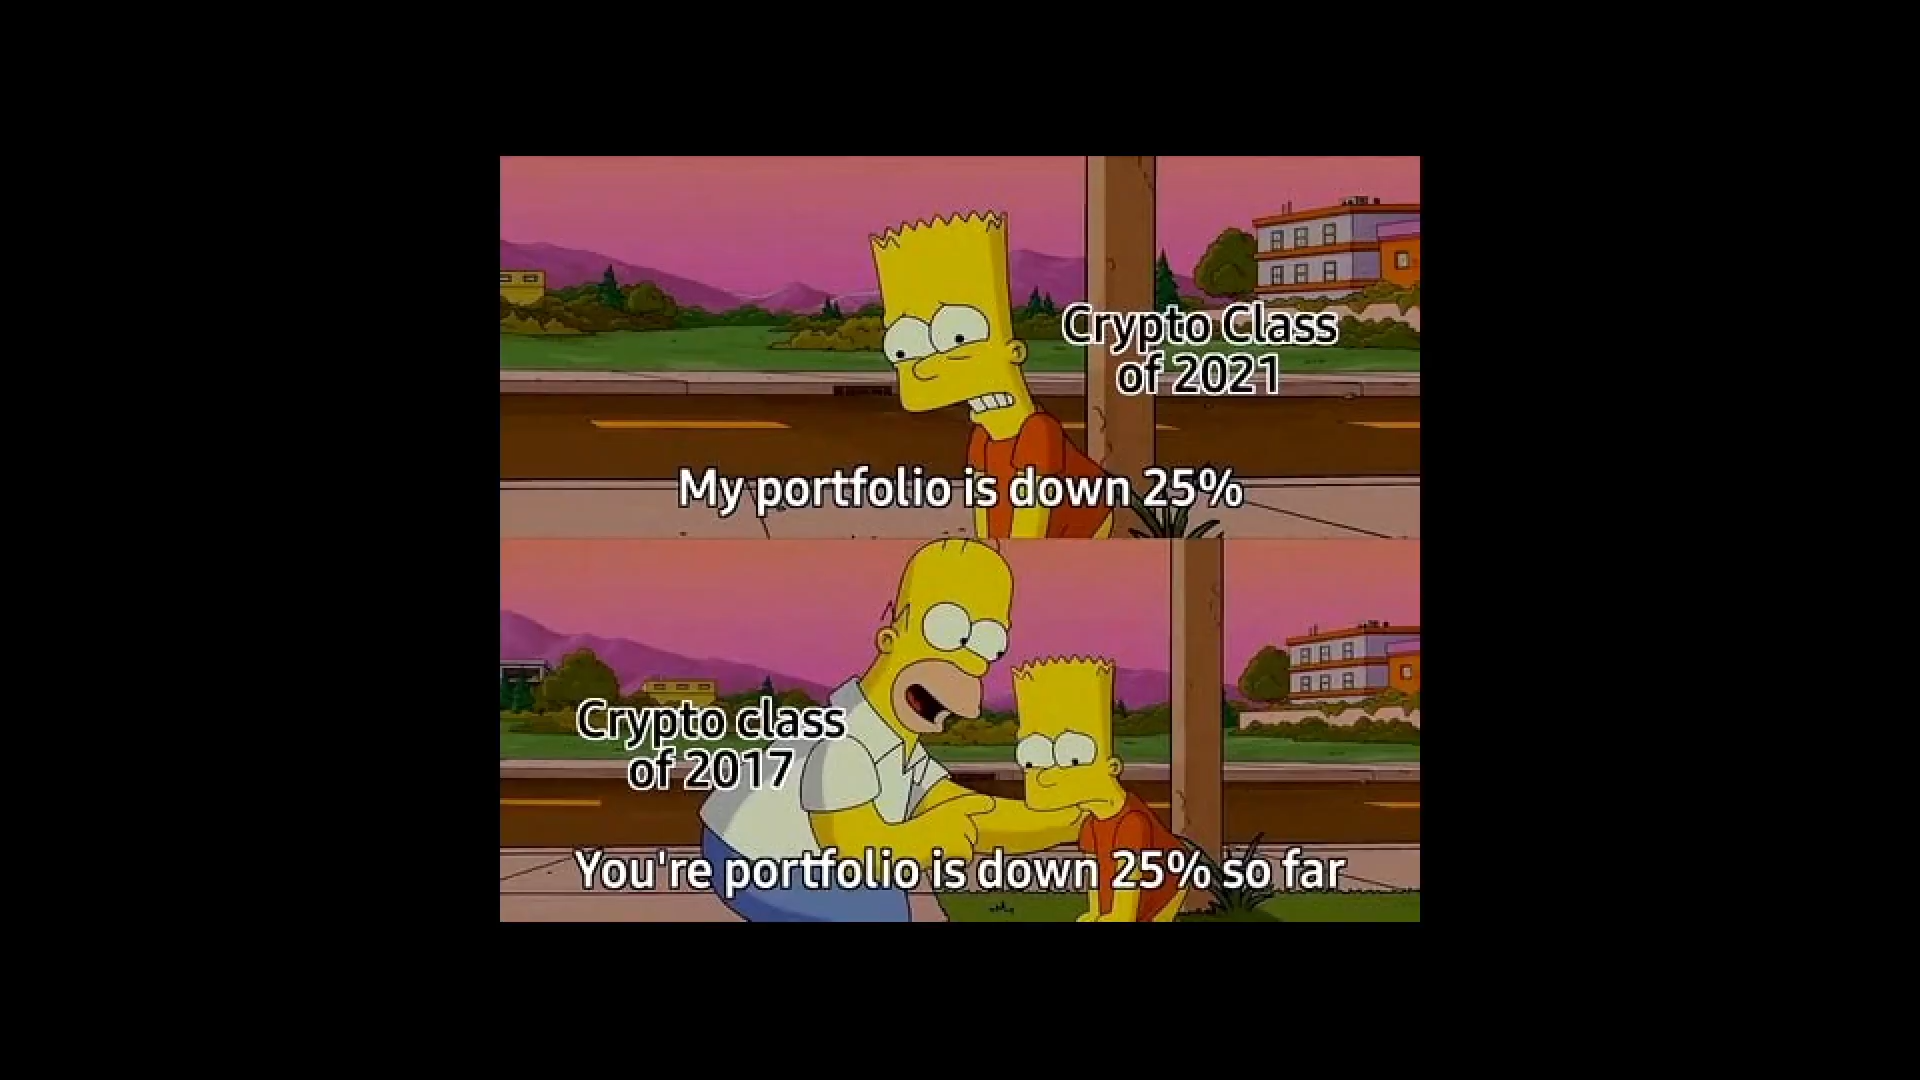 Crypto Class
of 2021
My portfolio is down 25%
Crypto class
of 2017
You're portfolio is down 25% so far